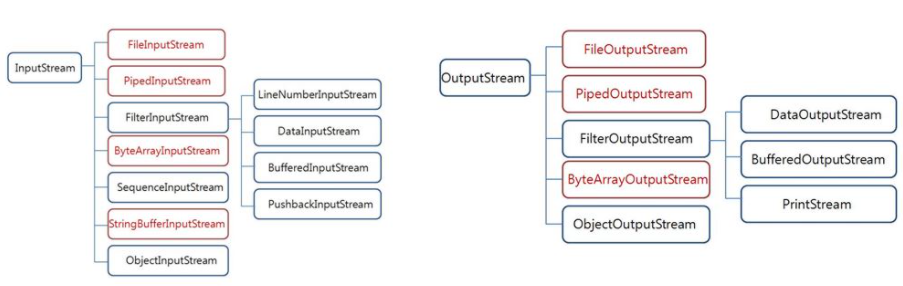 InputStream
FileInputStream
PipedInputStream
FilterInputStream
ByteArrayInputStream
SequenceInputStream
StringBufferInputStream
ObjectInputStream
LineNumberInputStream
DataInputStream
BufferedInputStream
PushbackInputStream
OutputStream
FileOutputStream
PipedOutputStream
FilterOutputStream
ByteArrayOutputStream
ObjectOutputStream
DataOutputStream
BufferedOutputStream
PrintStream